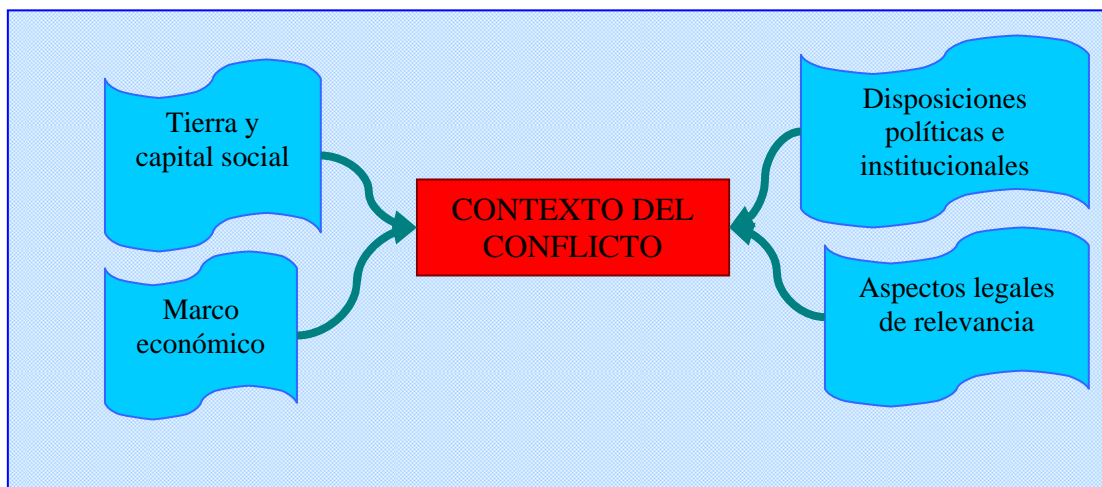 Tierra y
capital social
Marco
económico
CONTEXTO DEL
CONFLICTO
Disposiciones
políticas e
institucionales
Aspectos legales
de relevancia